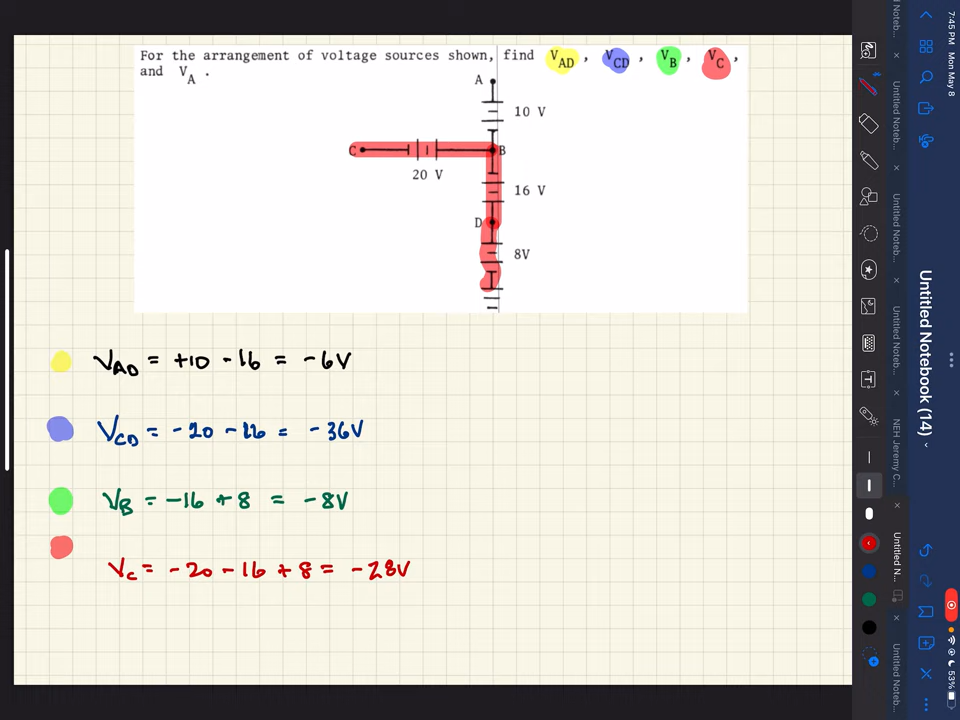 For the arrangement of voltage sources shown, find V_AD , V_CD , V_B , V_C ,
and V_A .
A
10 V
C
B
20 V
16 V
D
8V
V_AD = +10 - 16 = -6V
V_CD = -20 - 16 = -36V
V_B = -16 + 8 = -8V
V_C = -20 - 16 + 8 = -28V
7:45 PM Mon May 8
53%
Untitled Notebook (14)
Noteb..
Untitled Noteb..
Untitled Noteb..
Untitled Noteb..
Untitled Noteb..
NEH Jeremy C...
Untitled N...
Untitled Noteb..